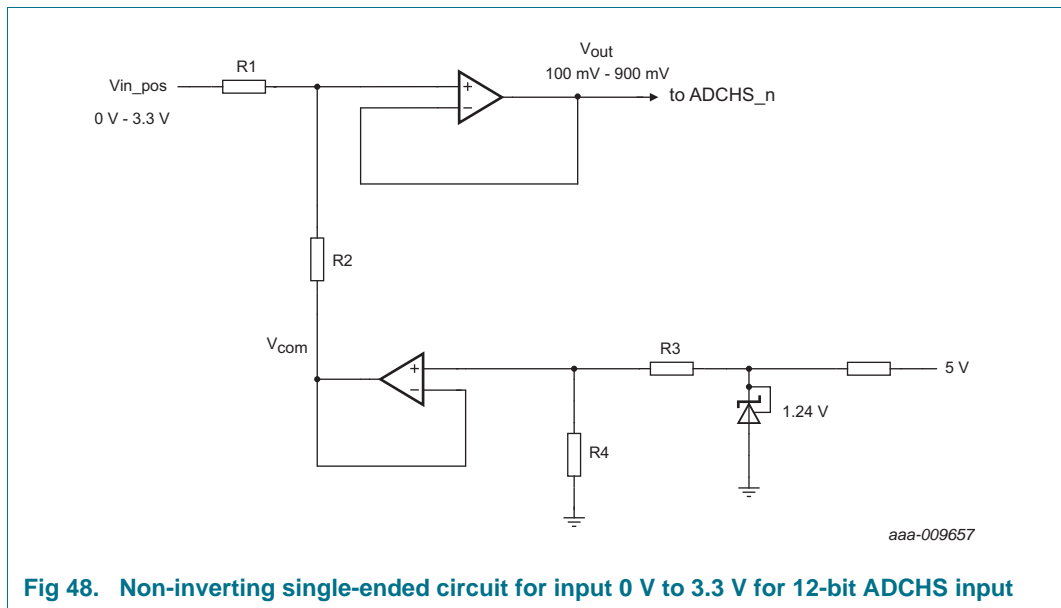 Vout
R1
100 mV - 900 mV
Vin_pos
+
−
to ADCHS_n
0 V - 3.3 V
R2
Vcom
R3
+
−
5 V
1.24 V
R4
aaa-009657
Fig 48. Non-inverting single-ended circuit for input 0 V to 3.3 V for 12-bit ADCHS input